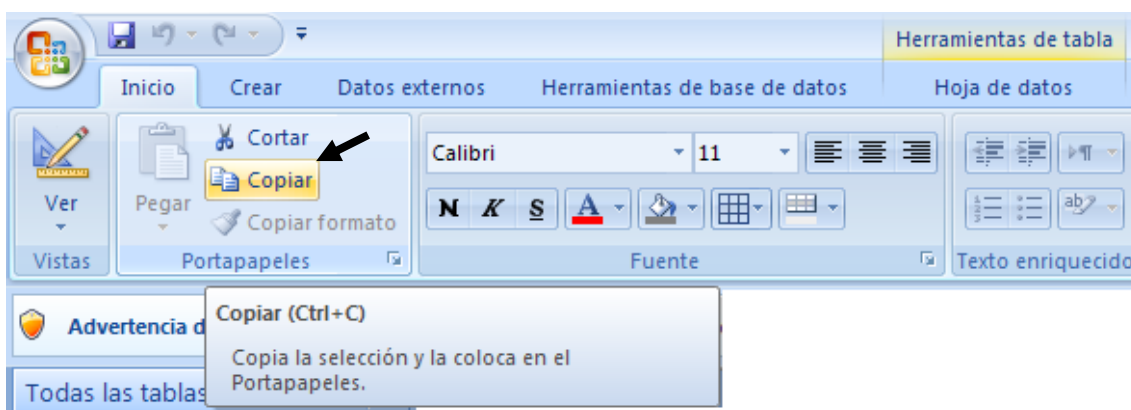 Herramientas de tabla
Inicio Crear Datos externos Herramientas de base de datos Hoja de datos
Cortar
Calibri 11
Copiar
Ver Pegar
N K S A
Copiar formato
Vistas Portapapeles Fuente Texto enriquecido
Copiar (Ctrl+C)
Advertencia d
Copia la selección y la coloca en el
Portapapeles.
Todas las tablas